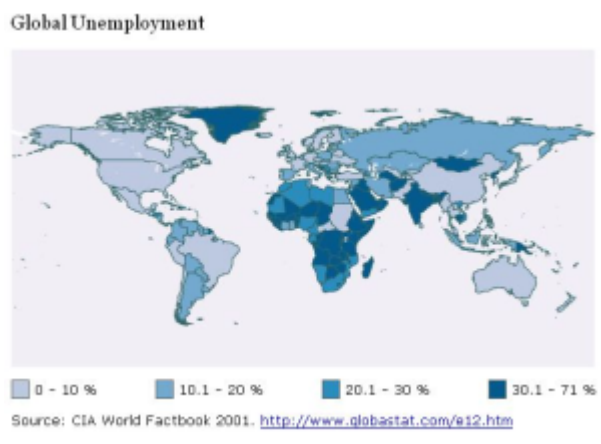 Global Unemployment
0 - 10 % 10.1 - 20 % 20.1 - 30 % 30.1 - 71 %
Source: CIA World Factbook 2001. http://www.globastat.com/e12.htm